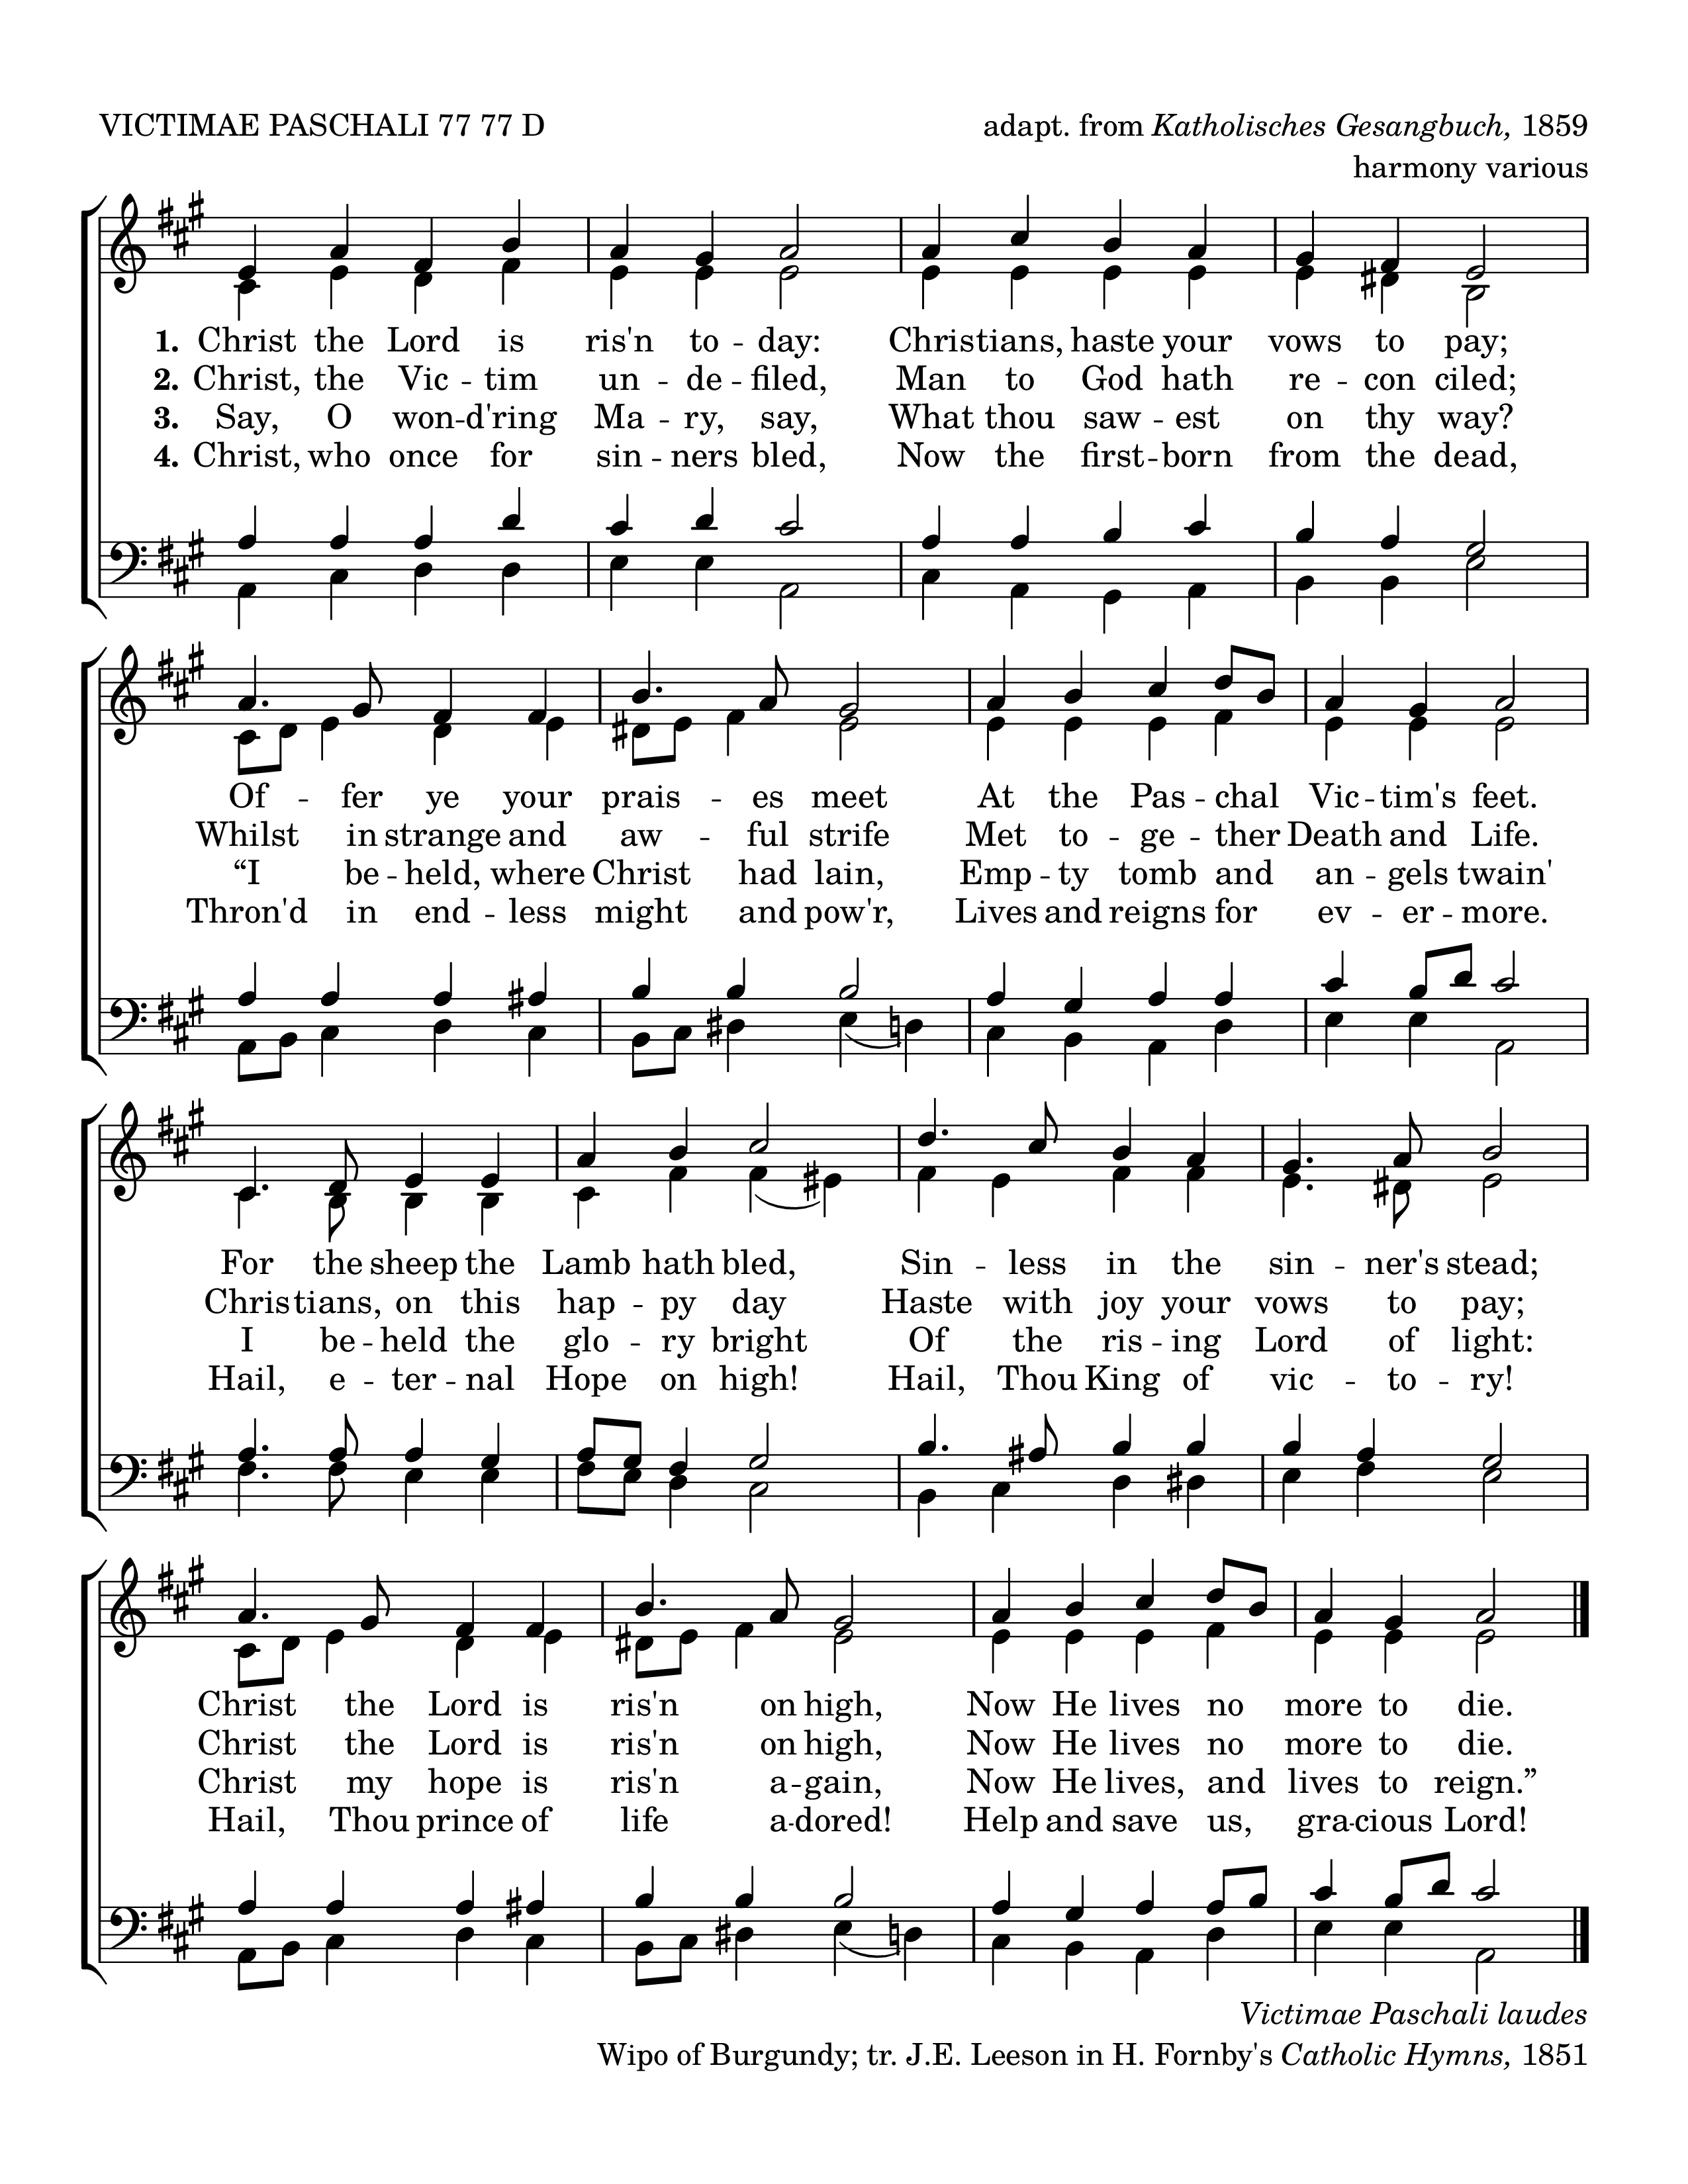 VICTIMAE PASCHALI 77 77 D
adapt. from Katholisches Gesangbuch, 1859
harmony various
1. Christ the Lord is ris'n to -- day: Chris -- tians, haste your vows to pay;
2. Christ, the Vic -- tim un -- de -- filed, Man to God hath re -- con ciled;
3. Say, O won -- d'ring Ma -- ry, say, What thou saw -- est on thy way?
4. Christ, who once for sin -- ners bled, Now the first -- born from the dead,
Of -- fer ye your prais -- es meet At the Pas -- chal Vic -- tim's feet.
Whilst in strange and aw -- ful strife Met to -- ge -- ther Death and Life.
“I be -- held, where Christ had lain, Emp -- ty tomb and an -- gels twain'
Thron'd in end -- less might and pow'r, Lives and reigns for ev -- er -- more.
For the sheep the Lamb hath bled, Sin -- less in the sin -- ner's stead;
Chris -- tians, on this hap -- py day Haste with joy your vows to pay;
I be -- held the glo -- ry bright Of the ris -- ing Lord of light:
Hail, e -- ter -- nal Hope on high! Hail, Thou King of vic -- to -- ry!
Christ the Lord is ris'n on high, Now He lives no more to die.
Christ the Lord is ris'n on high, Now He lives no more to die.
Christ my hope is ris'n a -- gain, Now He lives, and lives to reign.”
Hail, Thou prince of life a -- dored! Help and save us, gra -- cious Lord!
Victimae Paschali laudes
Wipo of Burgundy; tr. J.E. Leeson in H. Fornby's Catholic Hymns, 1851